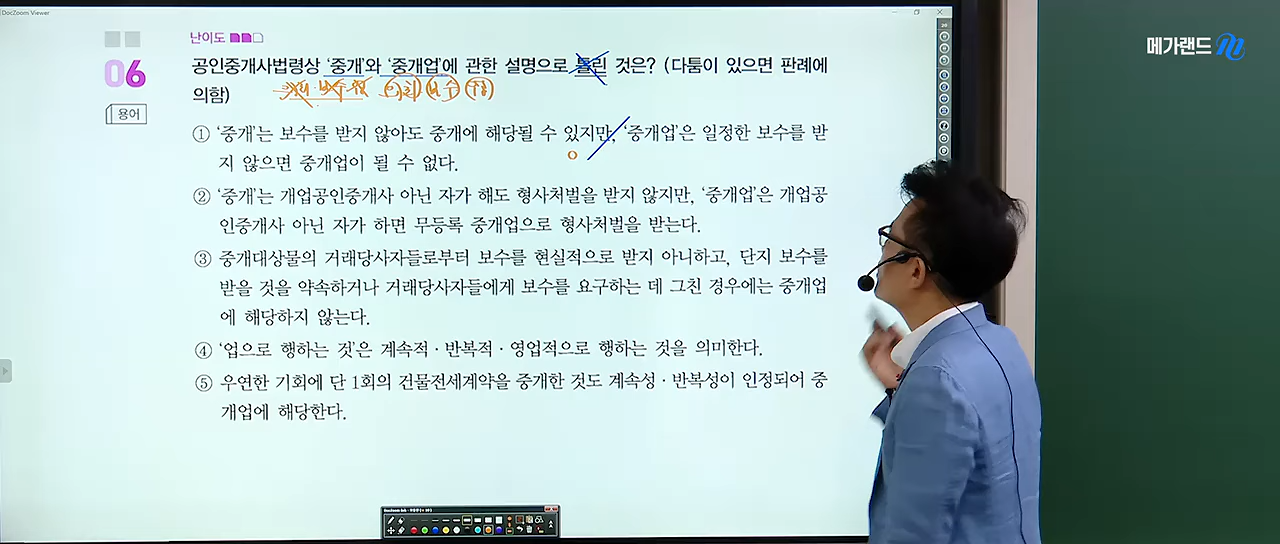 DocZoom Viewer
메가랜드
난이도
06
공인중개사법령상 '중개'와 '중개업'에 관한 설명으로 틀린 것은? (다툼이 있으면 판례에
의함)
용어
① '중개'는 보수를 받지 않아도 중개에 해당될 수 있지만, '중개업'은 일정한 보수를 받
지 않으면 중개업이 될 수 없다.
② '중개'는 개업공인중개사 아닌 자가 해도 형사처벌을 받지 않지만, '중개업'은 개업공
인중개사 아닌 자가 하면 무등록 중개업으로 형사처벌을 받는다.
③ 중개대상물의 거래당사자들로부터 보수를 현실적으로 받지 아니하고, 단지 보수를
받을 것을 약속하거나 거래당사자들에게 보수를 요구하는 데 그친 경우에는 중개업
에 해당하지 않는다.
④ '업으로 행하는 것'은 계속적·반복적·영업적으로 행하는 것을 의미한다.
⑤ 우연한 기회에 단 1회의 건물전세계약을 중개한 것도 계속성·반복성이 인정되어 중
개업에 해당한다.